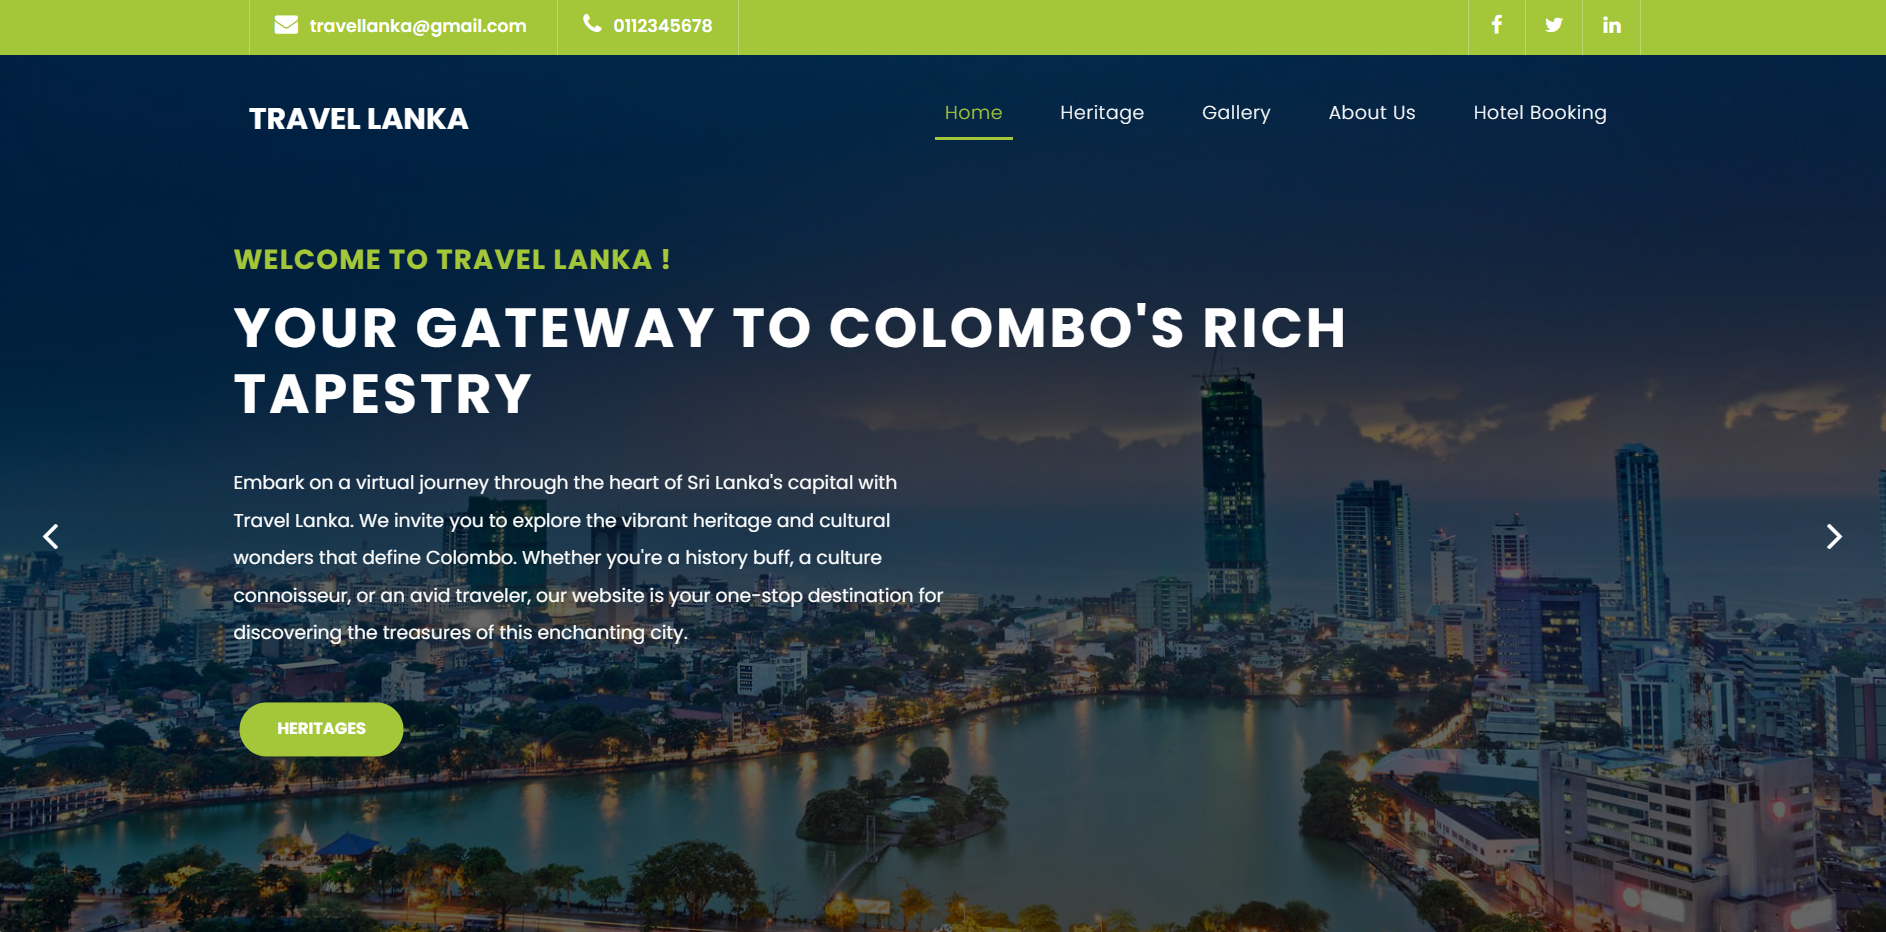 travellanka@gmail.com 0112345678
TRAVEL LANKA
Home Heritage Gallery About Us Hotel Booking
WELCOME TO TRAVEL LANKA !
YOUR GATEWAY TO COLOMBO'S RICH
TAPESTRY
Embark on a virtual journey through the heart of Sri Lanka's capital with
Travel Lanka. We invite you to explore the vibrant heritage and cultural
wonders that define Colombo. Whether you're a history buff, a culture
connoisseur, or an avid traveler, our website is your one-stop destination for
discovering the treasures of this enchanting city.
HERITAGES